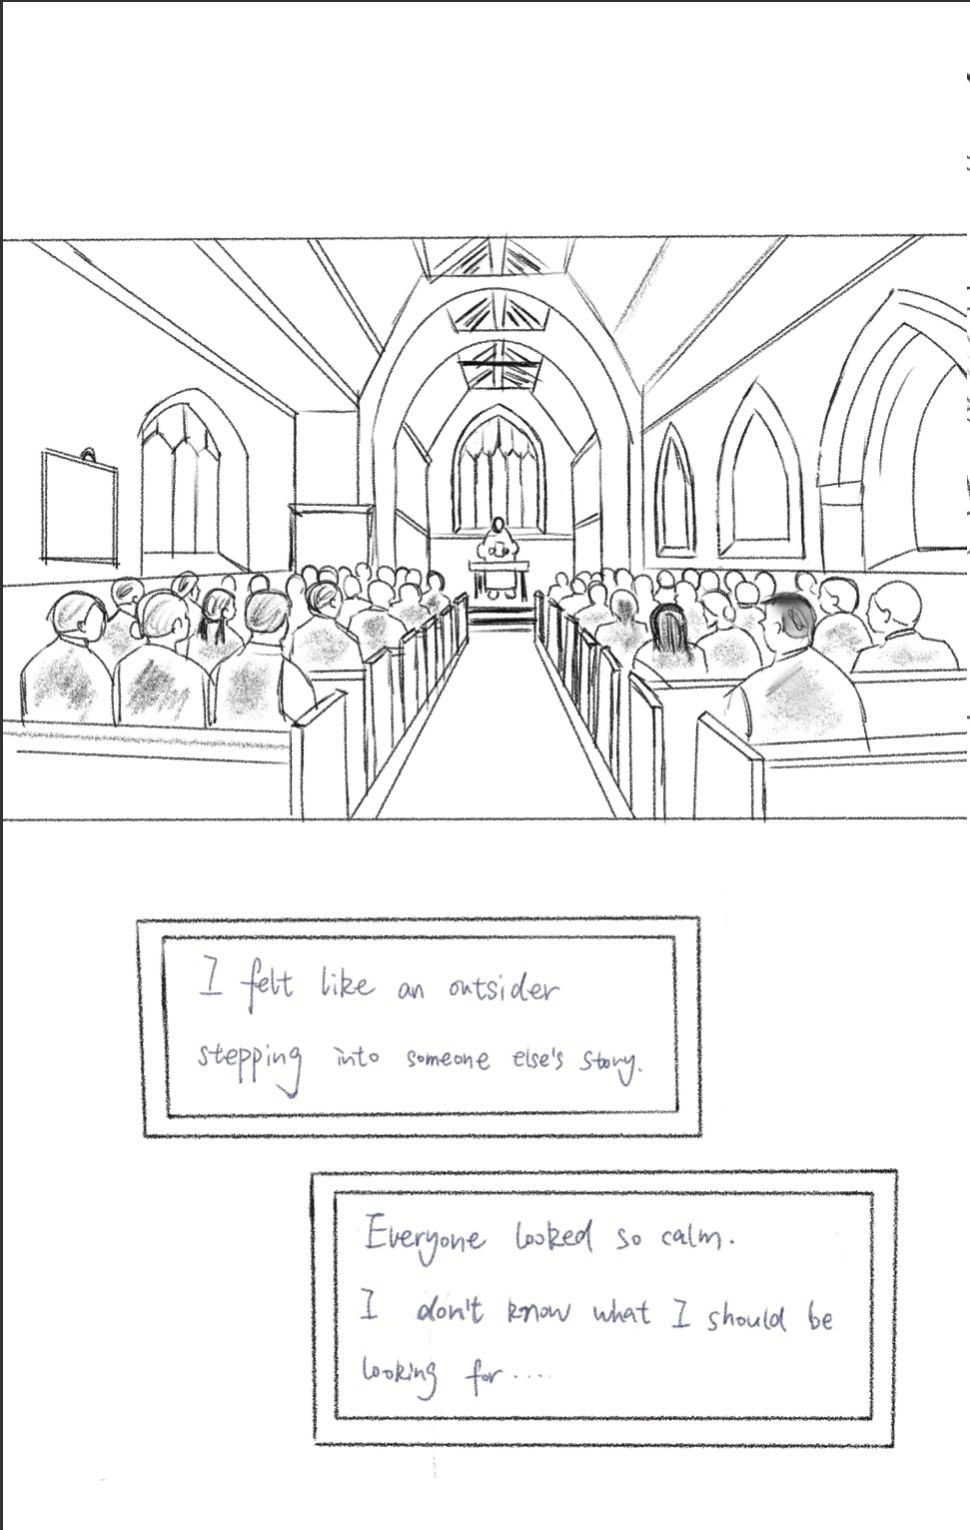 I felt like an outsider
stepping into someone else's story.
Everyone looked so calm.
I don't know what I should be
looking for....